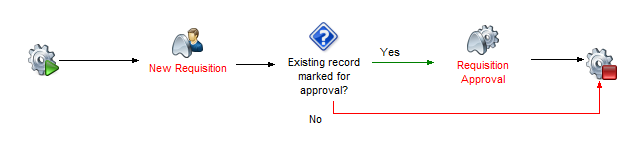 New Requisition
Existing record
marked for
approval?
Yes
Requisition
Approval
No